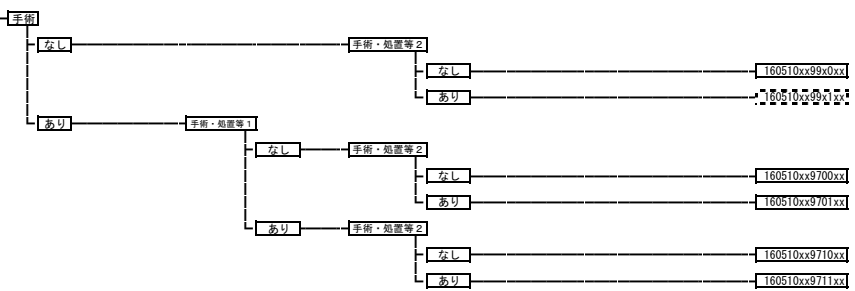 手術
なし 手術・処置等２
なし 160510xx99x0xx
あり 160510xx99x1xx
あり 手術・処置等１
なし 手術・処置等２
なし 160510xx9700xx
あり 160510xx9701xx
あり 手術・処置等２
なし 160510xx9710xx
あり 160510xx9711xx